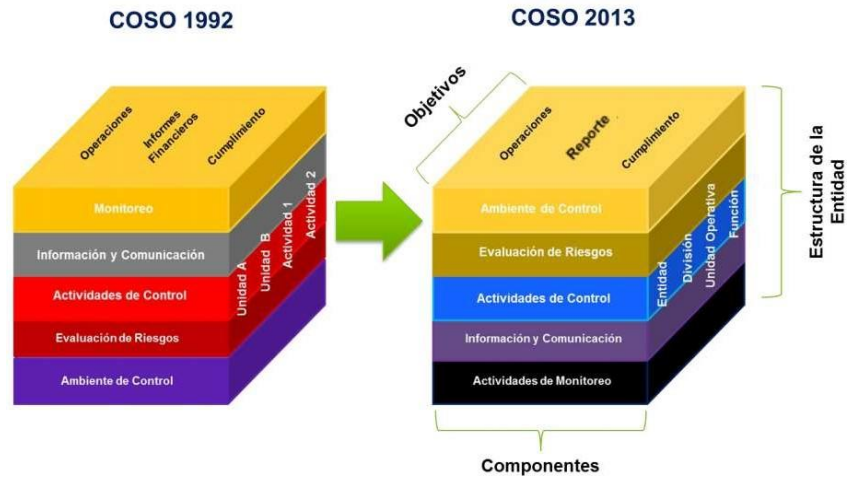 COSO 1992
Operaciones
Informes
Financieros
Cumplimiento
Monitoreo
Información y Comunicación
Actividades de Control
Evaluación de Riesgos
Ambiente de Control
Unidad A
Unidad B
Actividad 1
Actividad 2
COSO 2013
Objetivos
Operaciones
Reporte
Cumplimiento
Ambiente de Control
Evaluación de Riesgos
Actividades de Control
Información y Comunicación
Actividades de Monitoreo
Entidad
División
Unidad Operativa
Función
Estructura de la
Entidad
Componentes